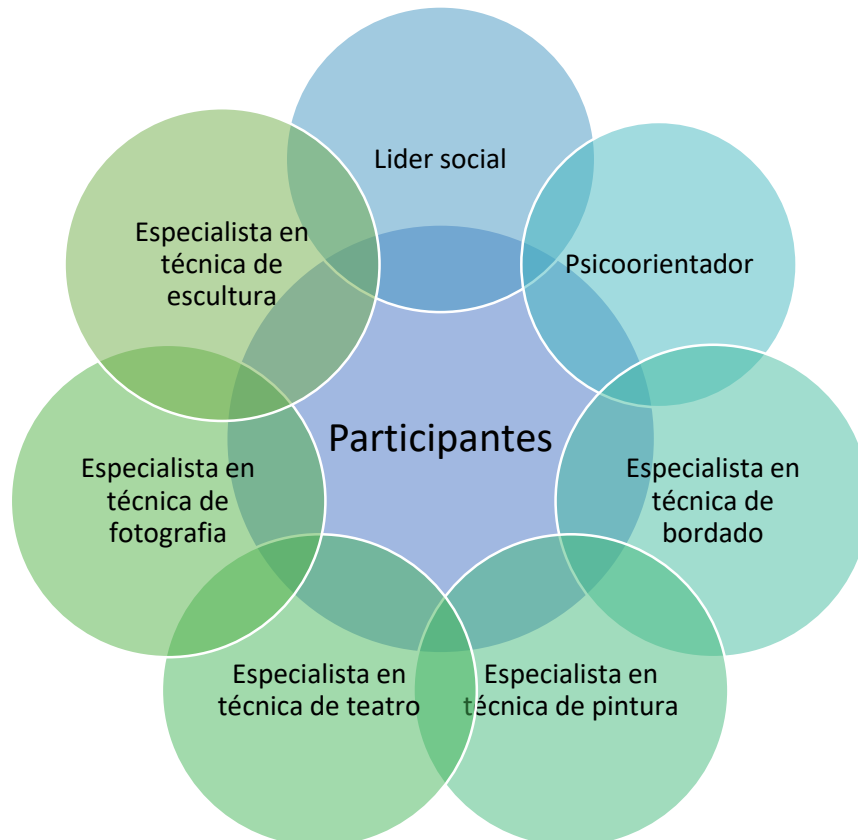 Lider social
Psicoorientador
Especialista en
técnica de
bordado
Especialista en
técnica de pintura
Especialista en
técnica de teatro
Especialista en
técnica de
fotografia
Especialista en
técnica de
escultura
Participantes